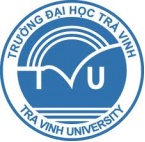 TRƯỜNG ĐẠI HỌC TRÀ VINH
TVU
TRA VINH UNIVERSITY